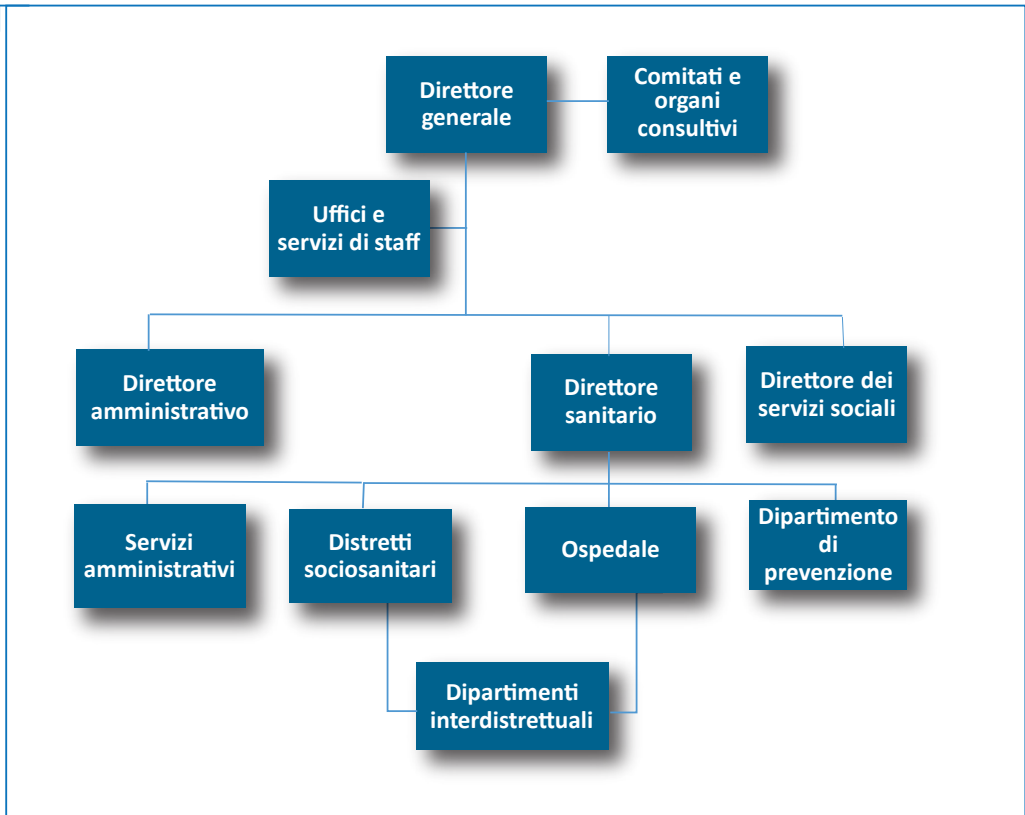 Direttore
generale
Comitati e
organi
consultivi
Uffici e
servizi di staff
Direttore
amministrativo
Direttore
sanitario
Direttore dei
servizi sociali
Servizi
amministrativi
Distretti
sociosanitari
Ospedale
Dipartimento
di
prevenzione
Dipartimenti
interdistrettuali